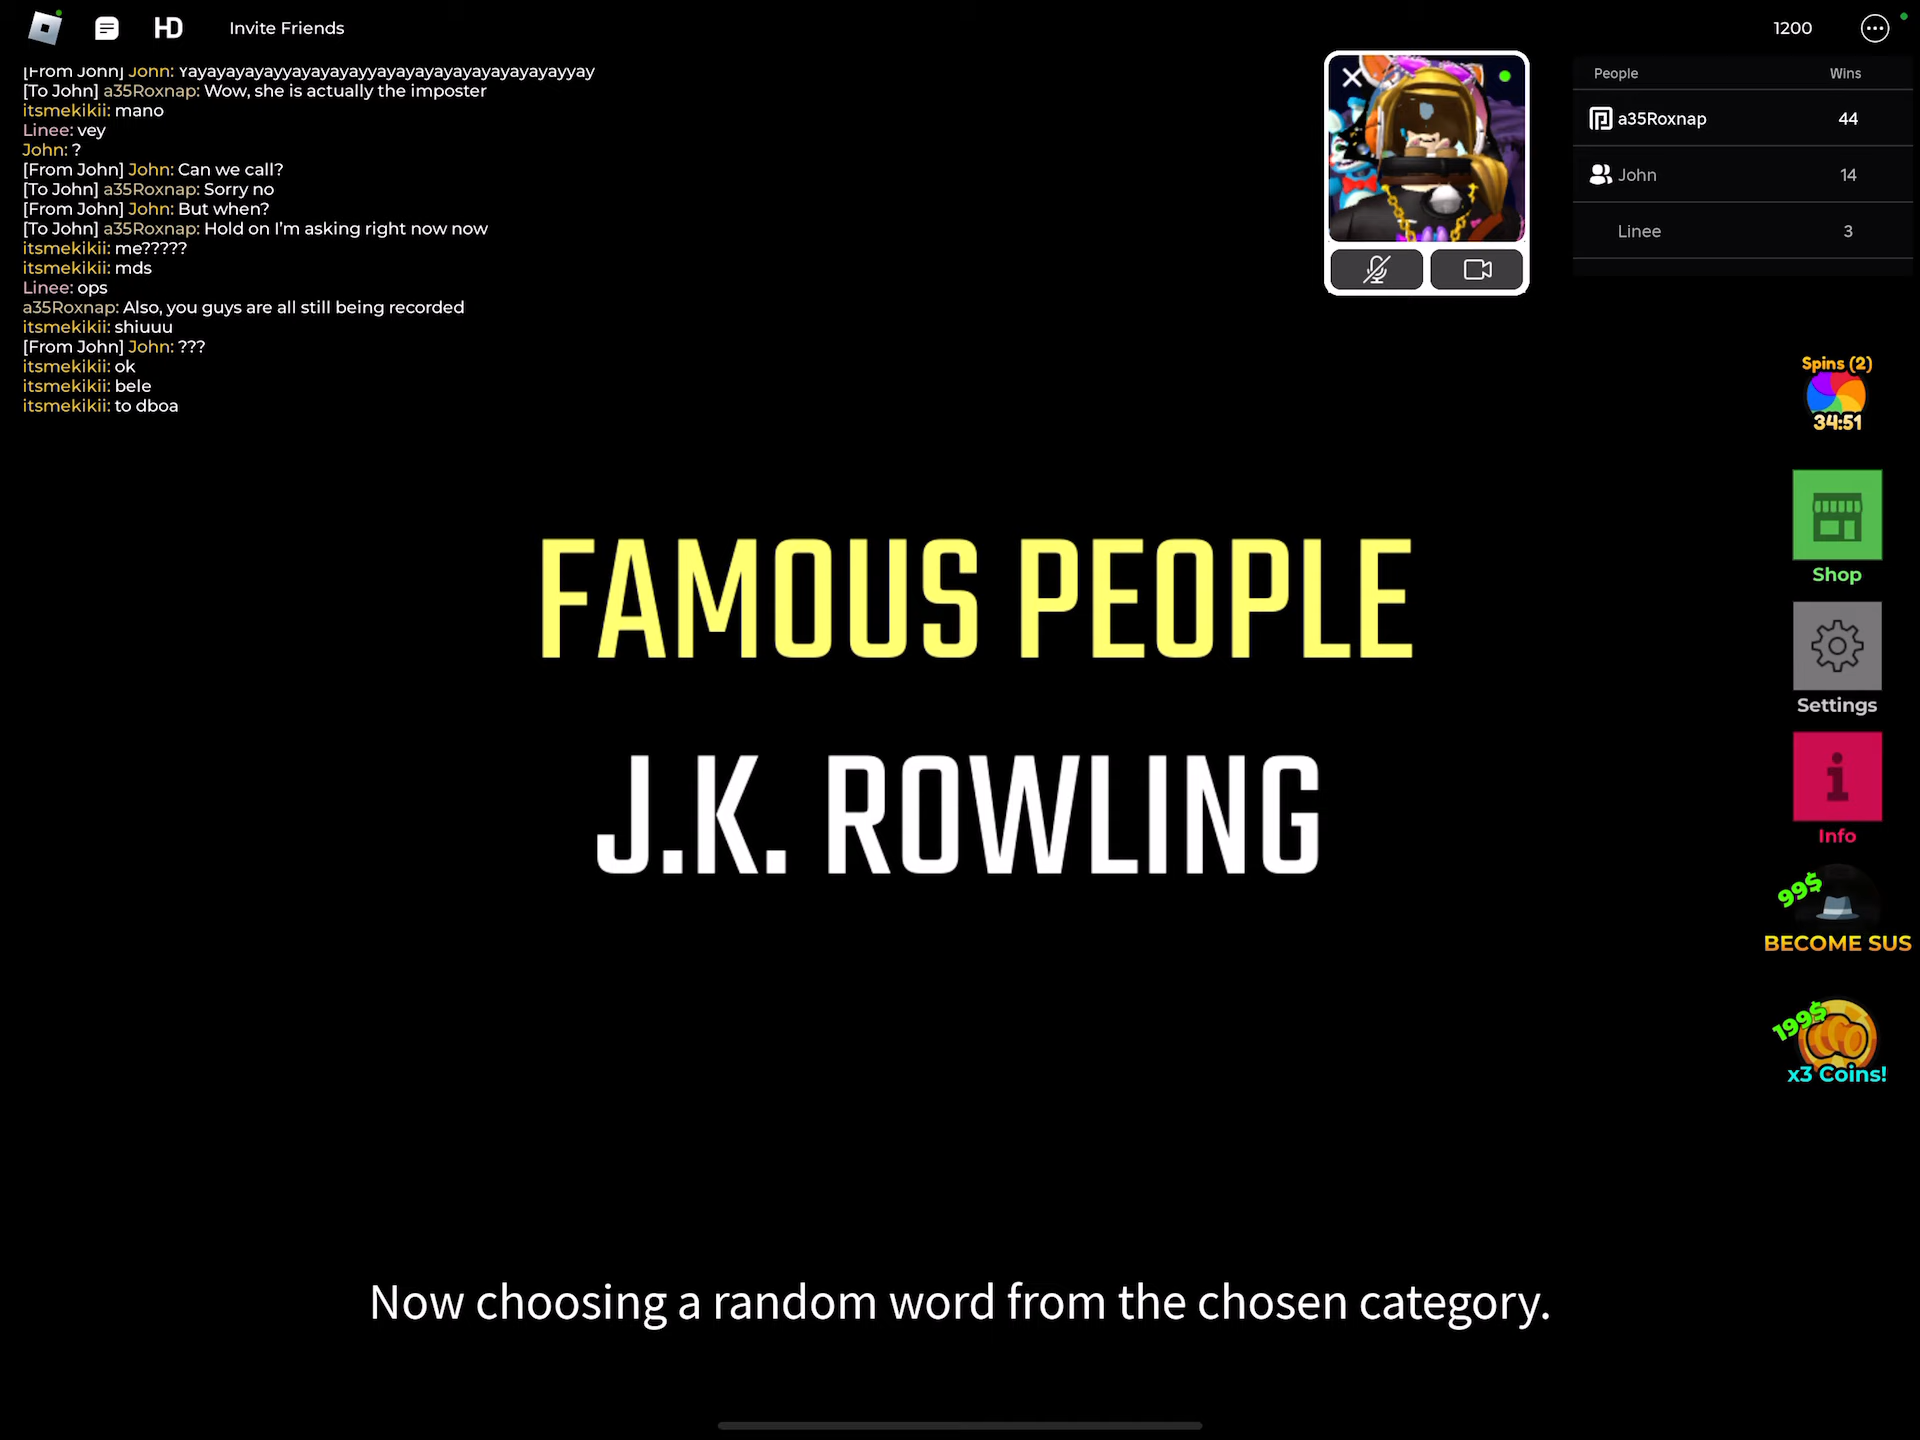 HD Invite Friends 1200
[From John] John: Yayayayayayyayayayayyayayayayayayayayayayyay
[To John] a35Roxnap: Wow, she is actually the imposter
itsmekikii: mano
Linee: vey
John: ?
[From John] John: Can we call?
[To John] a35Roxnap: Sorry no
[From John] John: But when?
[To John] a35Roxnap: Hold on I'm asking right now now
itsmekikii: me?????
itsmekikii: mds
Linee: ops
a35Roxnap: Also, you guys are all still being recorded
itsmekikii: shiuuu
[From John] John: ???
itsmekikii: ok
itsmekikii: bele
itsmekikii: to dboa
People Wins
a35Roxnap 44
John 14
Linee 3
Spins (2)
34:51
Shop
Settings
Info
99$
BECOME SUS
199$
x3 Coins!
FAMOUS PEOPLE
J.K. ROWLING
Now choosing a random word from the chosen category.